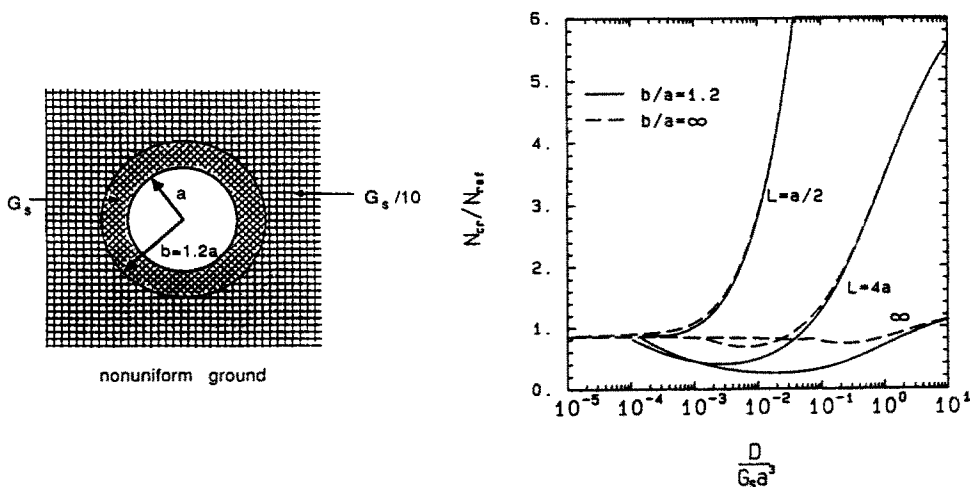 G_s
a
b=1.2a
G_s/10
nonuniform ground
N_cr/N_ref
6.
5.
4.
3.
2.
1.
0.
b/a=1.2
b/a=∞
L=a/2
L=4a
∞
10^-5 10^-4 10^-3 10^-2 10^-1 10^0 10^1
D
G_s a^3